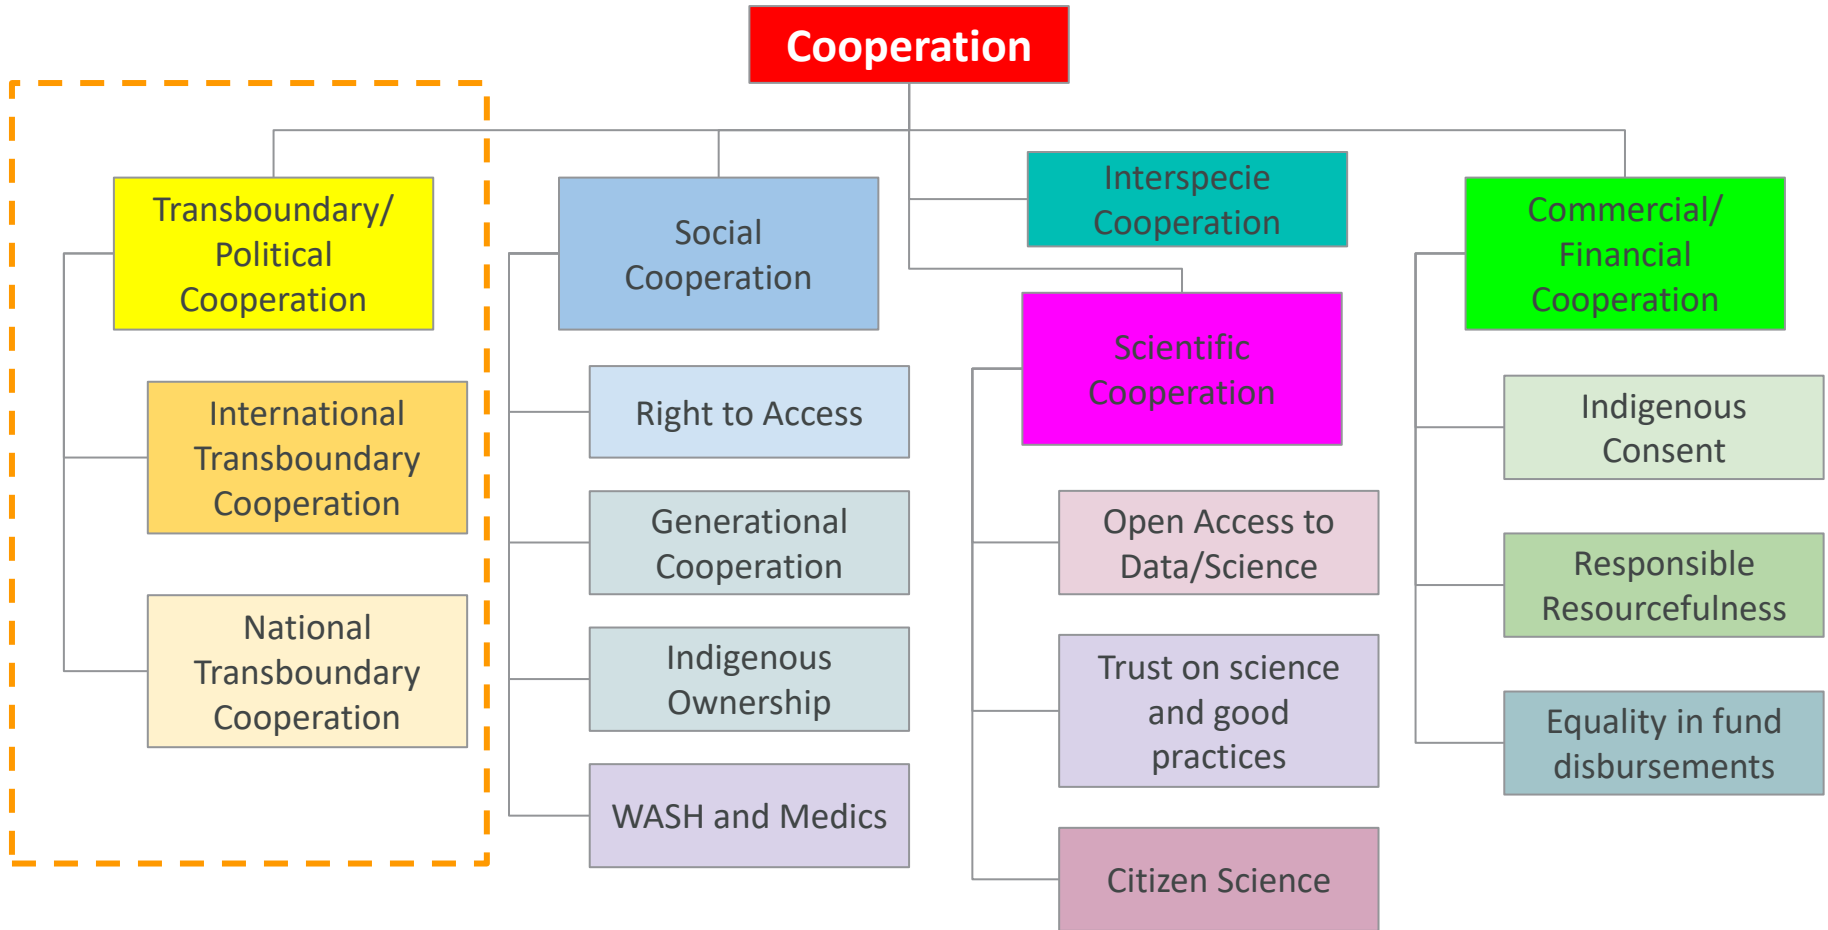 Cooperation
Transboundary/
Political
Cooperation
International
Transboundary
Cooperation
National
Transboundary
Cooperation
Social
Cooperation
Right to Access
Generational
Cooperation
Indigenous
Ownership
WASH and Medics
Interspecie
Cooperation
Scientific
Cooperation
Open Access to
Data/Science
Trust on science
and good
practices
Citizen Science
Commercial/
Financial
Cooperation
Indigenous
Consent
Responsible
Resourcefulness
Equality in fund
disbursements